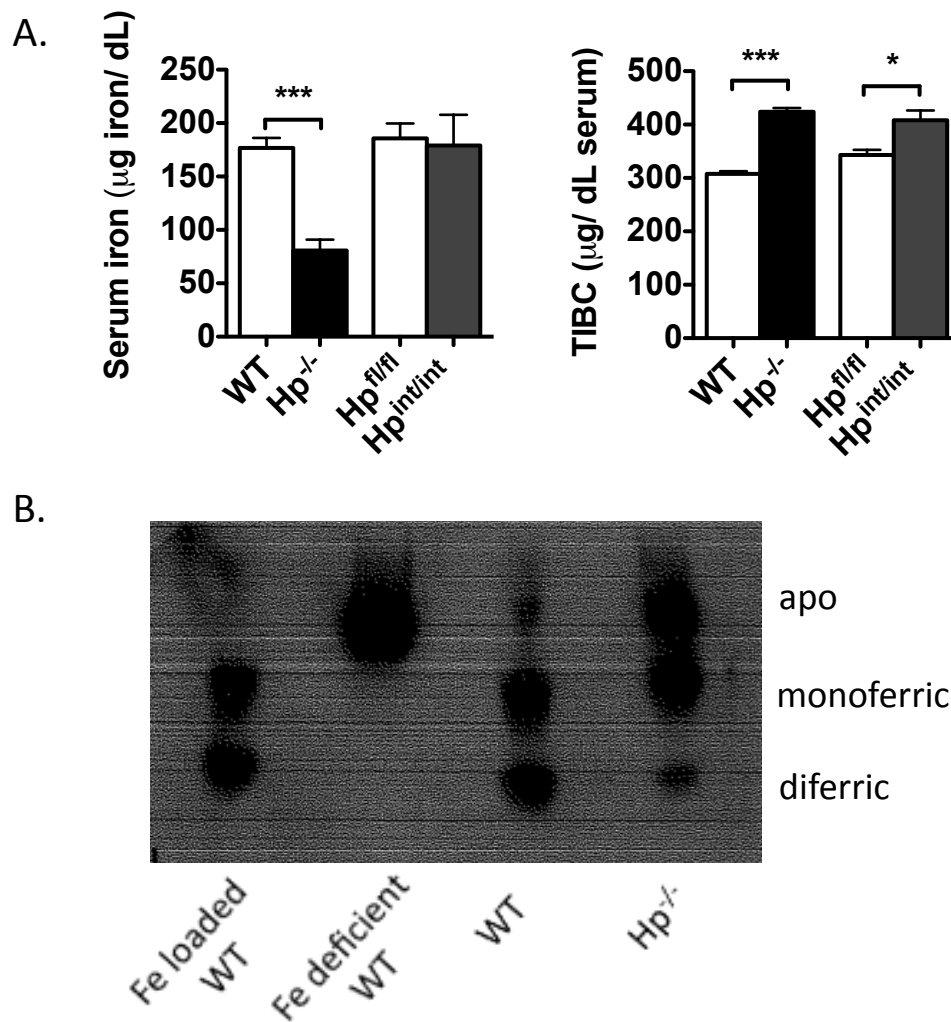 A.
Serum iron (μg iron/ dL)
250
200
150
100
50
0
***
WT
Hp-/-
Hpfl/fl
Hpint/int
TIBC (μg/ dL serum)
500
400
300
200
100
0
***
*
WT
Hp-/-
Hpfl/fl
Hpint/int
B.
apo
monoferric
diferric
Fe loaded
WT
Fe deficient
WT
WT
Hp-/-